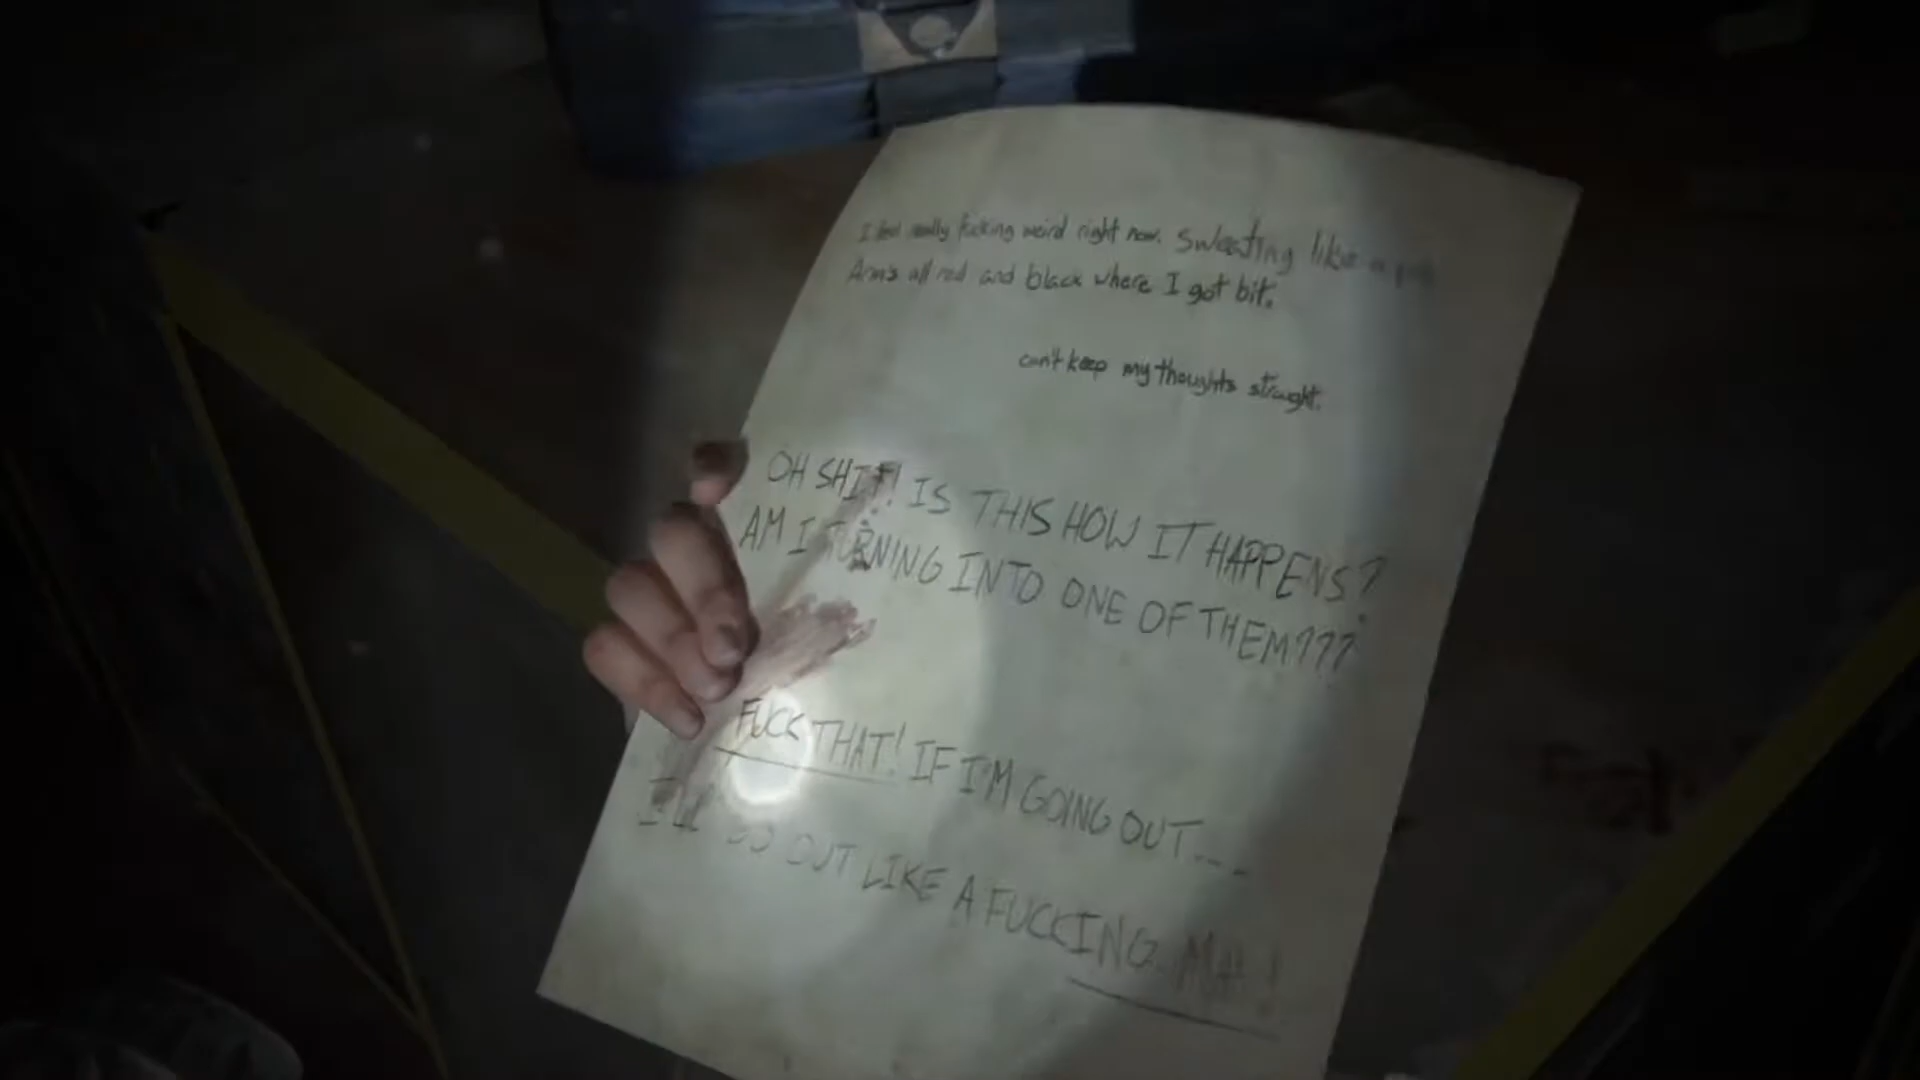 I feel really fucking weird right now. Sweating like a
Arm's all red and black where I got bit.
can't keep my thoughts straight.
OH SHIT! IS THIS HOW IT HAPPENS?
AM I TURNING INTO ONE OF THEM???
FUCK THAT! IF I'M GOING OUT...
I'LL GO OUT LIKE A FUCKING